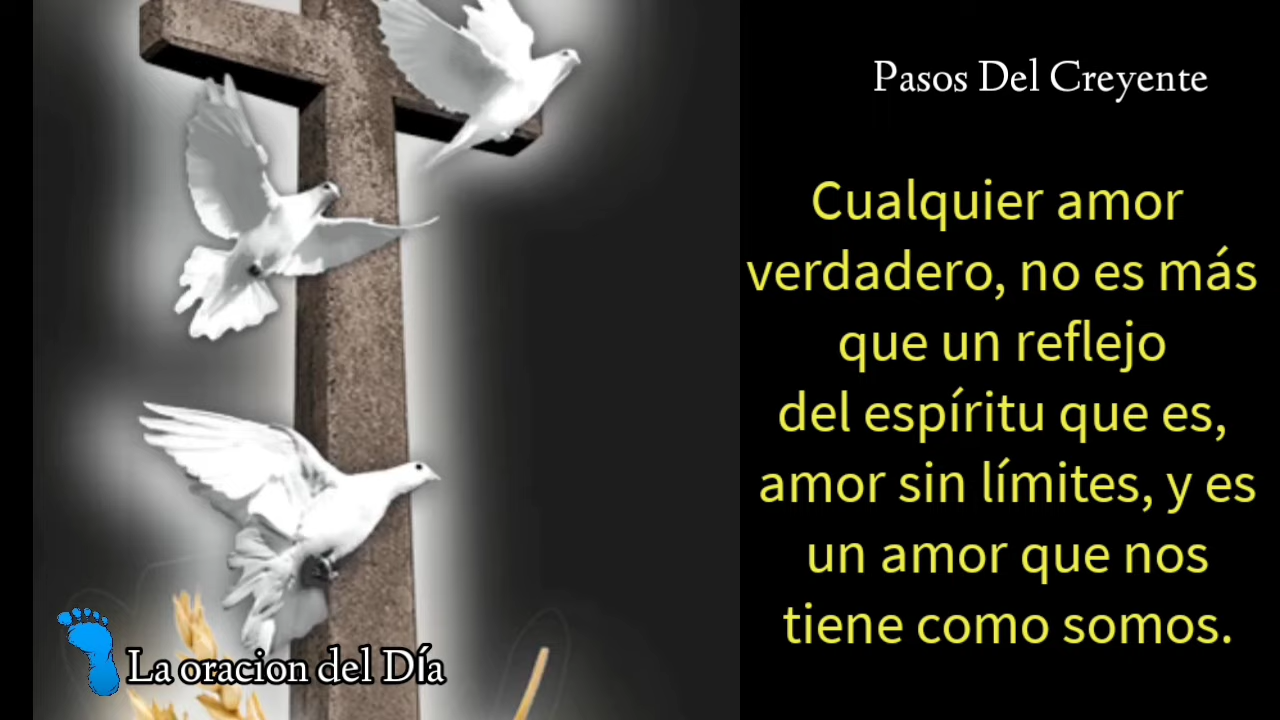 Pasos Del Creyente
Cualquier amor
verdadero, no es más
que un reflejo
del espíritu que es,
amor sin límites, y es
un amor que nos
tiene como somos.
La oracion del Día